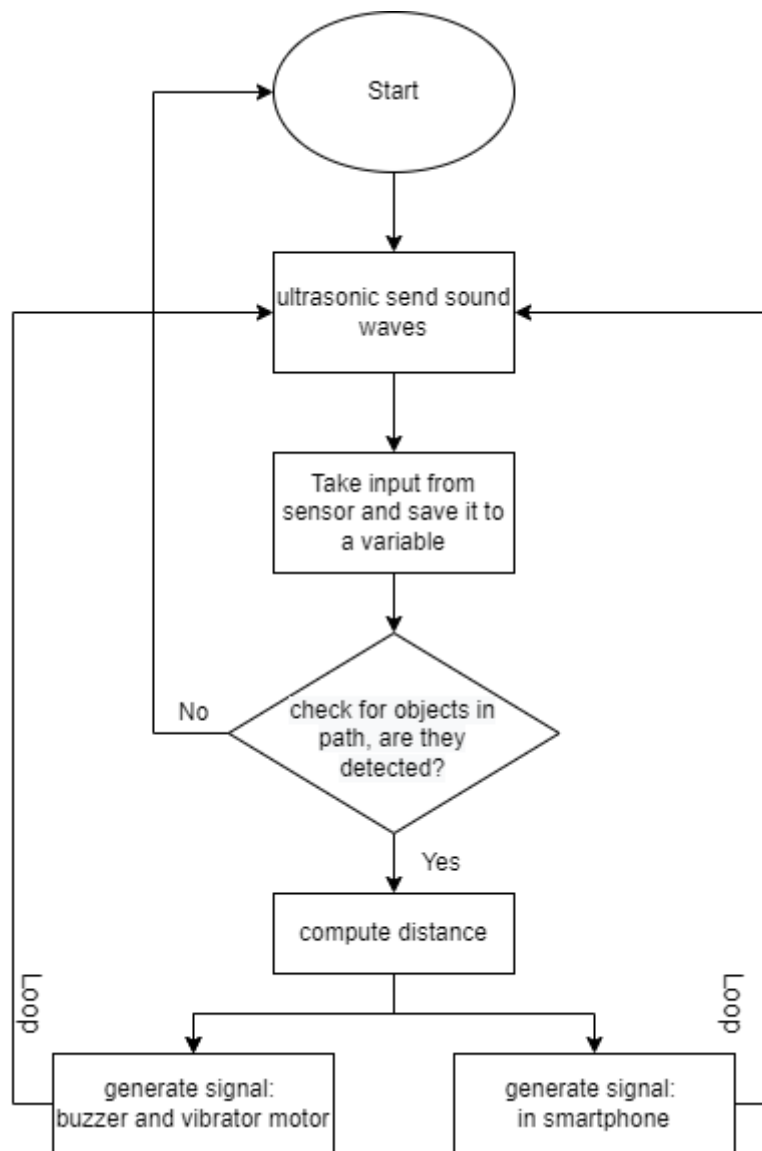 Start
ultrasonic send sound
waves
Take input from
sensor and save it to
a variable
No
check for objects in
path, are they
detected?
Yes
compute distance
Loop
Loop
generate signal:
buzzer and vibrator motor
generate signal:
in smartphone